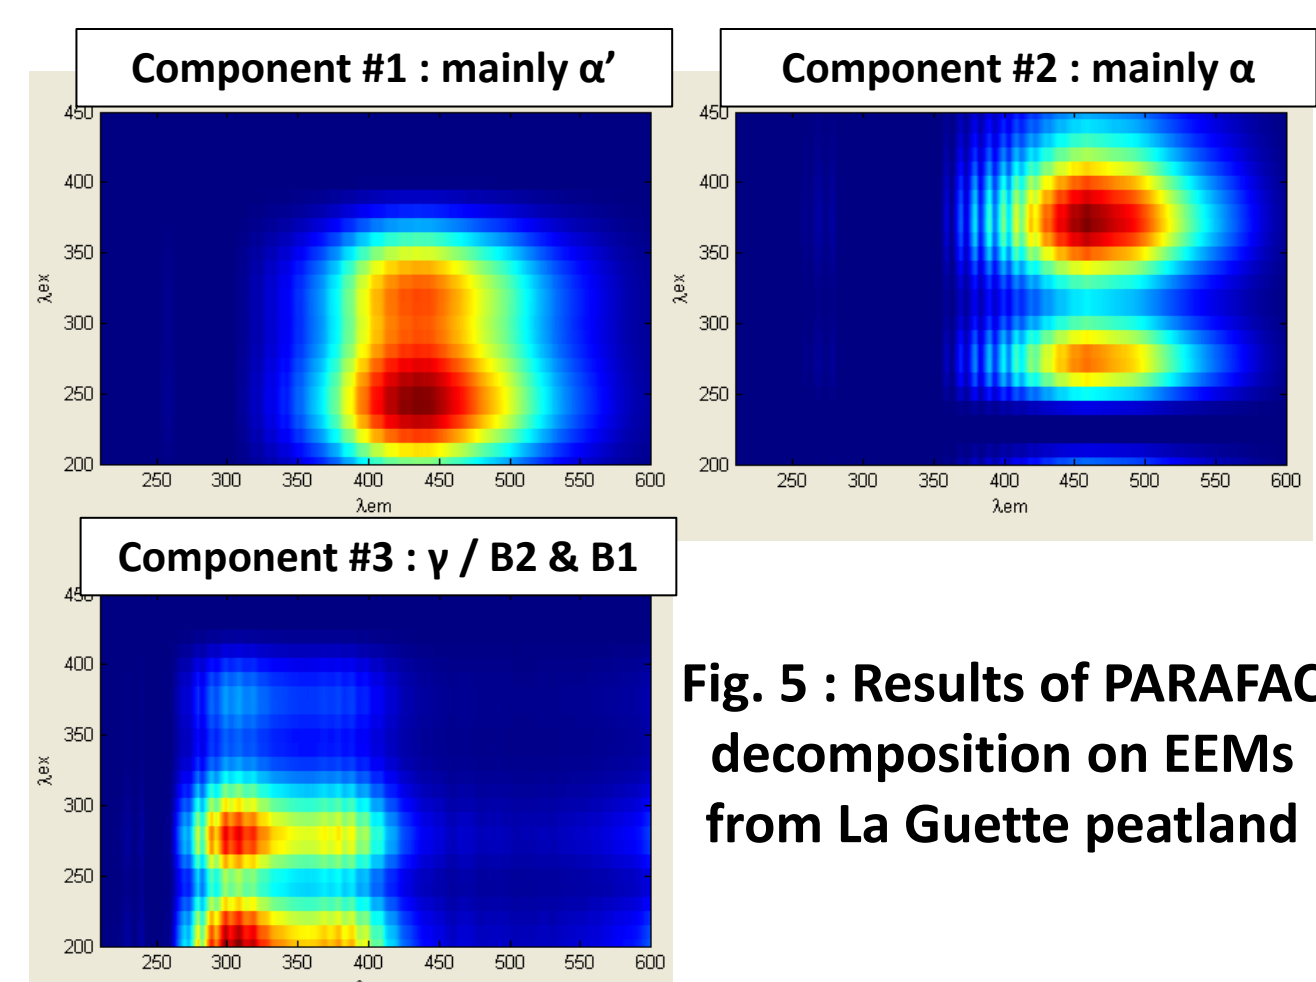 Component #1 : mainly α’
450
400
350
300
250
200
λex
250 300 350 400 450 500 550 600
λem
Component #2 : mainly α
450
400
350
300
250
200
λex
250 300 350 400 450 500 550 600
λem
Component #3 : γ / B2 & B1
450
400
350
300
250
200
λex
250 300 350 400 450 500 550 600
Fig. 5 : Results of PARAFAC
decomposition on EEMs
from La Guette peatland